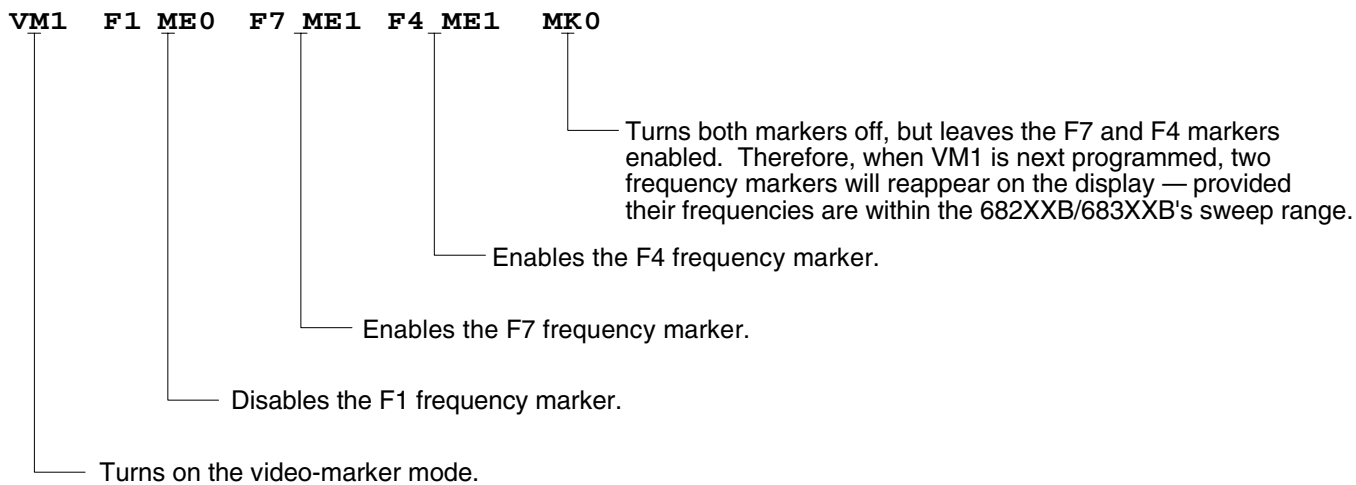 VM1 F1 ME0 F7 ME1 F4 ME1 MK0
Turns both markers off, but leaves the F7 and F4 markers
enabled. Therefore, when VM1 is next programmed, two
frequency markers will reappear on the display — provided
their frequencies are within the 682XXB/683XXB's sweep range.
Enables the F4 frequency marker.
Enables the F7 frequency marker.
Disables the F1 frequency marker.
Turns on the video-marker mode.